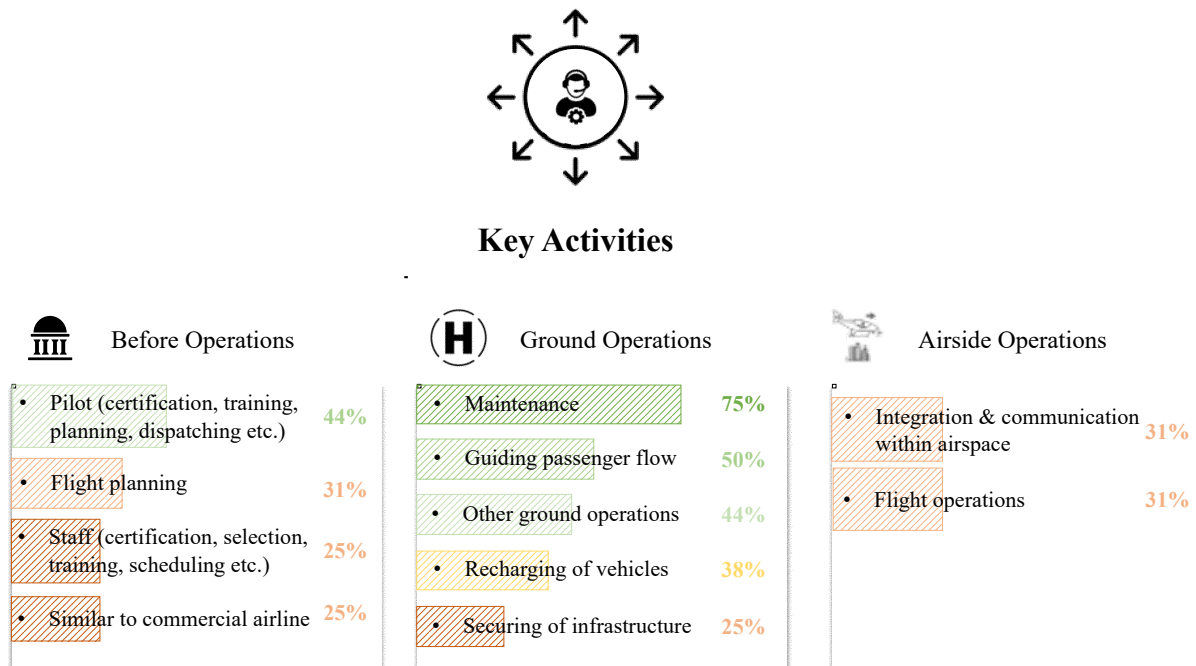 Key Activities
Before Operations
• Pilot (certification, training,
planning, dispatching etc.)
44%
• Flight planning
31%
• Staff (certification, selection,
training, scheduling etc.)
25%
• Similar to commercial airline
25%
H
Ground Operations
• Maintenance
75%
• Guiding passenger flow
50%
• Other ground operations
44%
• Recharging of vehicles
38%
• Securing of infrastructure
25%
Airside Operations
• Integration & communication
within airspace
31%
• Flight operations
31%